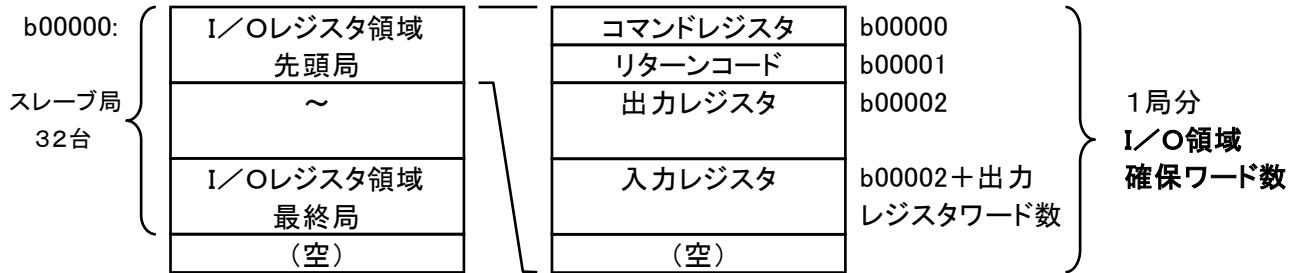 b00000:
スレーブ局
32台
I／Oレジスタ領域
先頭局
～
I／Oレジスタ領域
最終局
（空）
コマンドレジスタ
リターンコード
出力レジスタ
入力レジスタ
（空）
b00000
b00001
b00002
b00002＋出力
レジスタワード数
１局分
I／O領域
確保ワード数